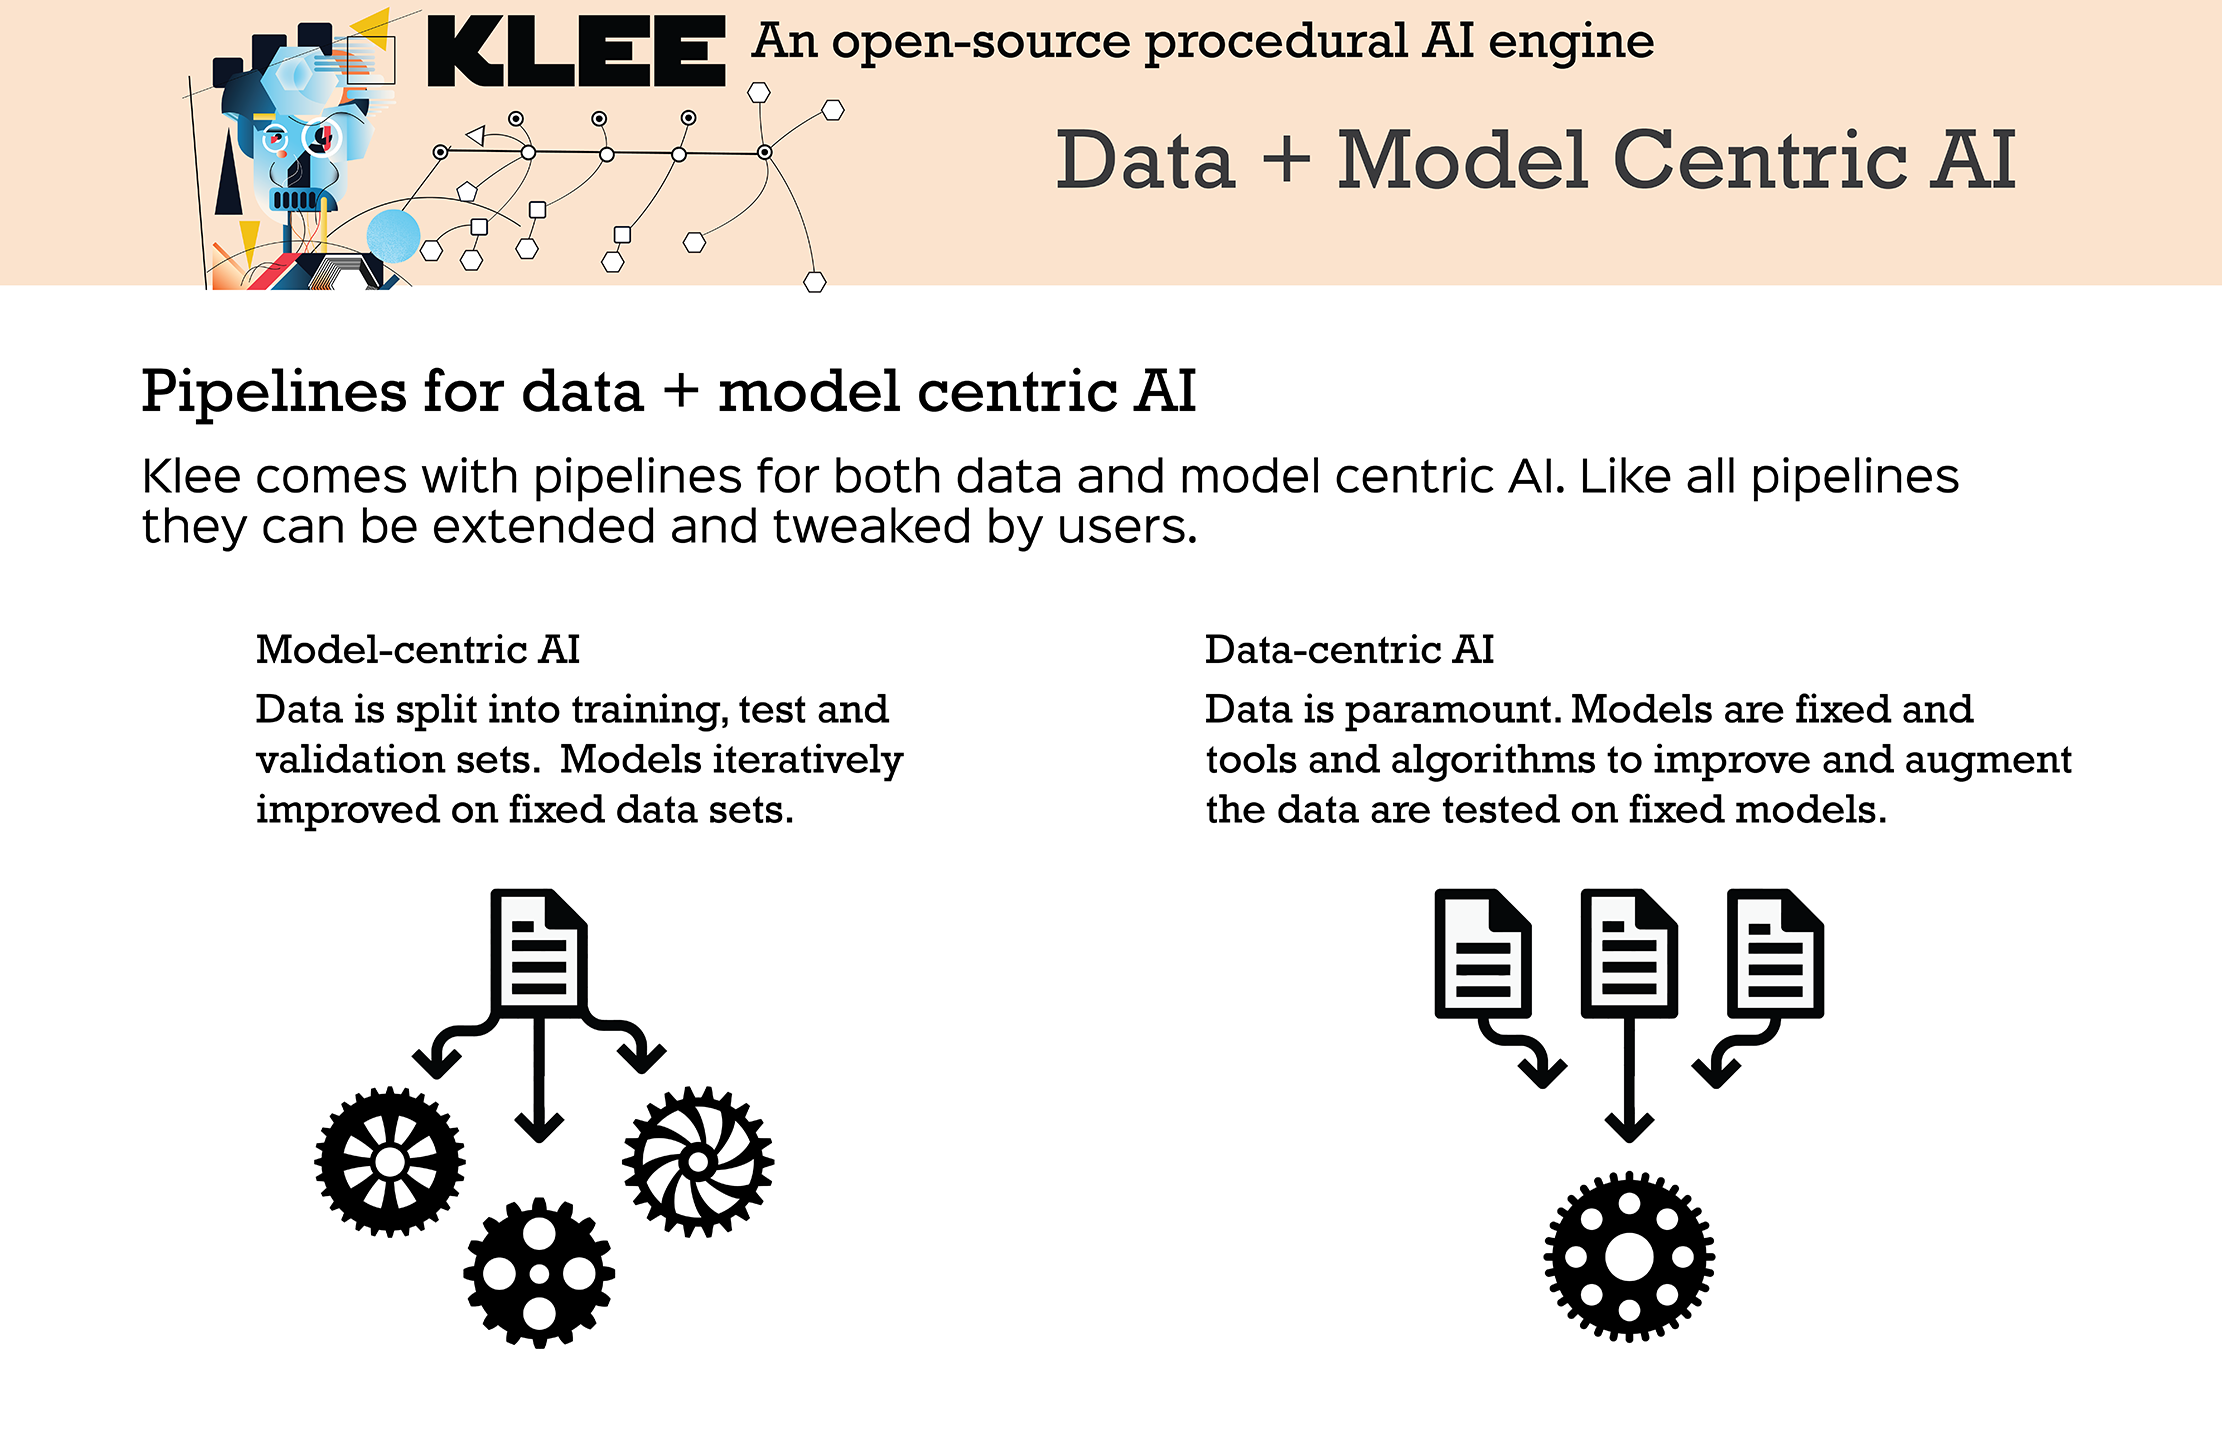 KLEE An open-source procedural AI engine
Data + Model Centric AI
Pipelines for data + model centric AI
Klee comes with pipelines for both data and model centric AI. Like all pipelines
they can be extended and tweaked by users.
Model-centric AI
Data is split into training, test and
validation sets.  Models iteratively
improved on fixed data sets.
Data-centric AI
Data is paramount. Models are fixed and
tools and algorithms to improve and augment
the data are tested on fixed models.